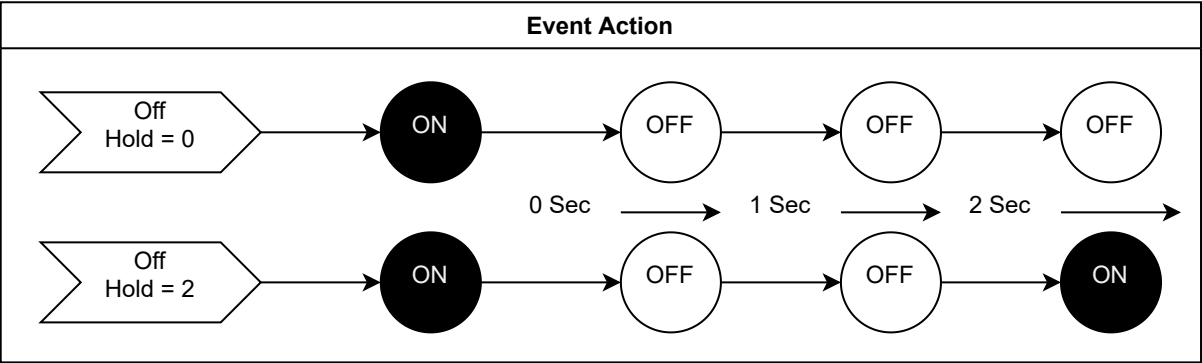 Event Action
Off
Hold = 0
ON
OFF
OFF
OFF
0 Sec
1 Sec
2 Sec
Off
Hold = 2
ON
OFF
OFF
ON